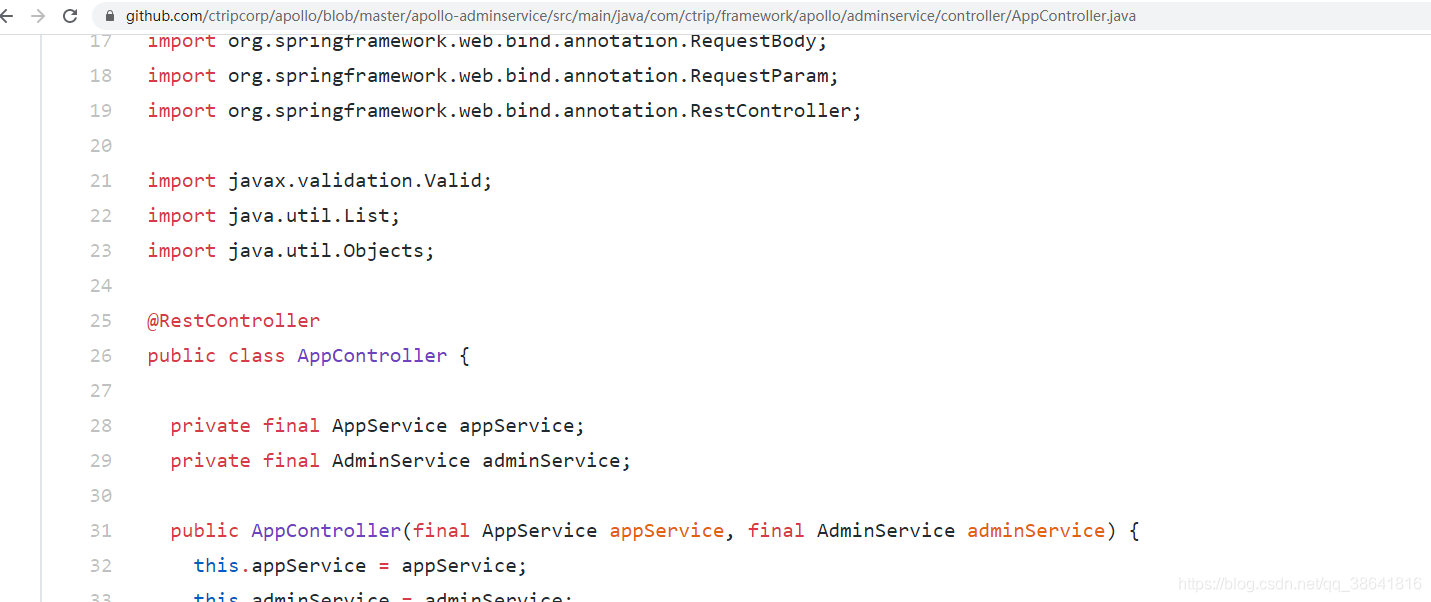 github.com/ctripcorp/apollo/blob/master/apollo-adminservice/src/main/java/com/ctrip/framework/apollo/adminservice/controller/AppController.java
17 import org.springframework.web.bind.annotation.RequestBody;
18 import org.springframework.web.bind.annotation.RequestParam;
19 import org.springframework.web.bind.annotation.RestController;
20
21 import javax.validation.Valid;
22 import java.util.List;
23 import java.util.Objects;
24
25 @RestController
26 public class AppController {
27
28 private final AppService appService;
29 private final AdminService adminService;
30
31 public AppController(final AppService appService, final AdminService adminService) {
32 this.appService = appService;
33 this.adminService = adminService;
https://blog.csdn.net/qq_38641816